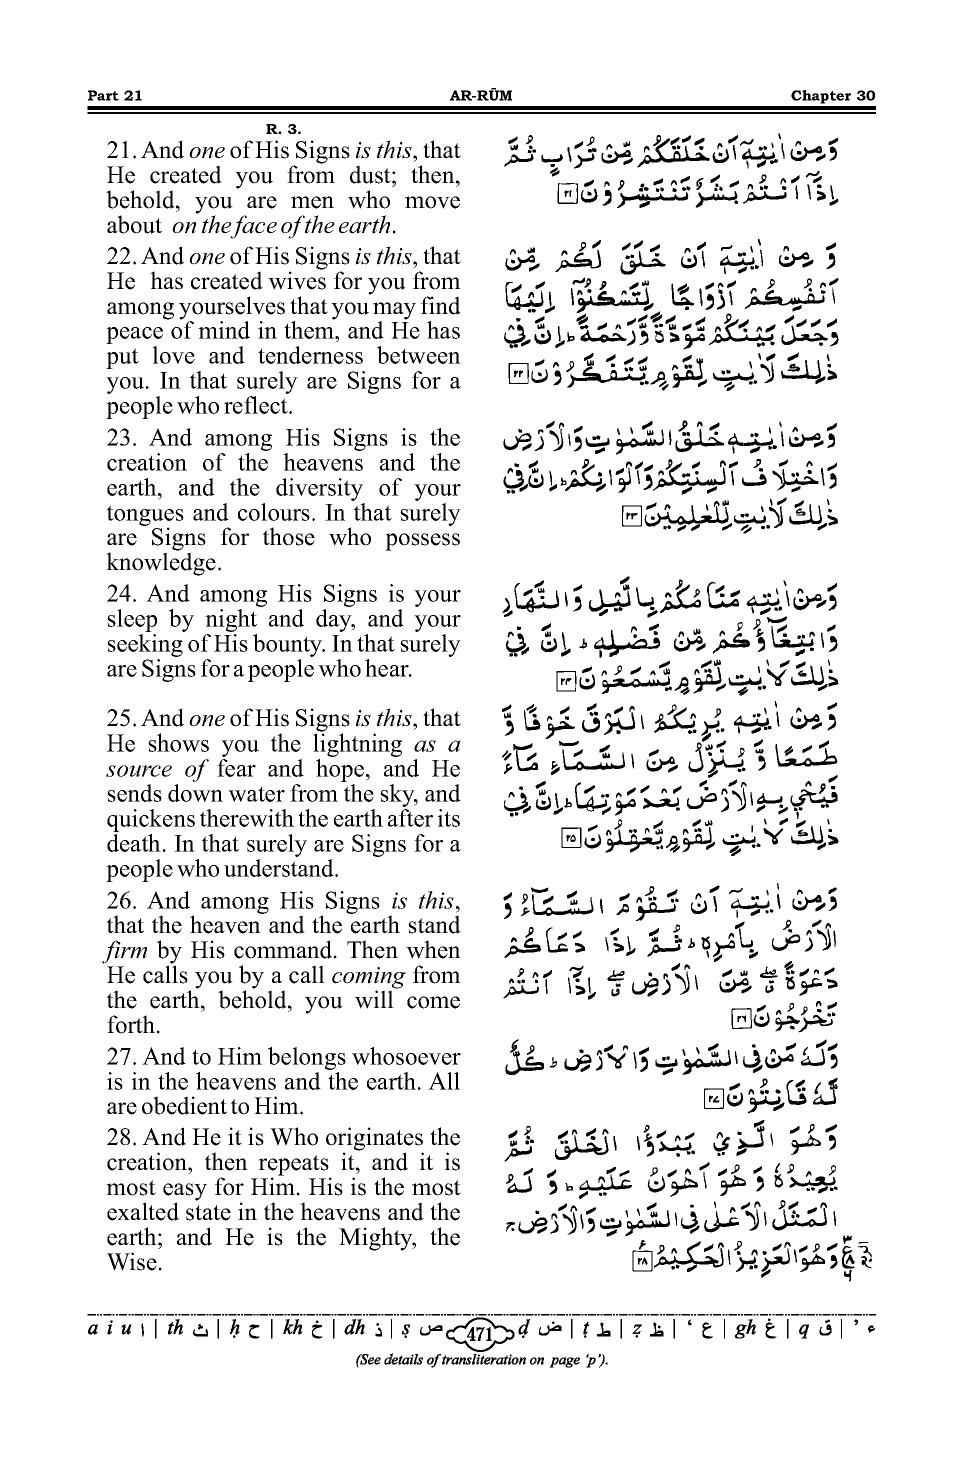 Part 21 AR-RŪM Chapter 30
R. 3.
21. And one of His Signs is this, that
He created you from dust; then,
behold, you are men who move
about on the face of the earth.
22. And one of His Signs is this, that
He has created wives for you from
among yourselves that you may find
peace of mind in them, and He has
put love and tenderness between
you. In that surely are Signs for a
people who reflect.
23. And among His Signs is the
creation of the heavens and the
earth, and the diversity of your
tongues and colours. In that surely
are Signs for those who possess
knowledge.
24. And among His Signs is your
sleep by night and day, and your
seeking of His bounty. In that surely
are Signs for a people who hear.
25. And one of His Signs is this, that
He shows you the lightning as a
source of fear and hope, and He
sends down water from the sky, and
quickens therewith the earth after its
death. In that surely are Signs for a
people who understand.
26. And among His Signs is this,
that the heaven and the earth stand
firm by His command. Then when
He calls you by a call coming from
the earth, behold, you will come
forth.
27. And to Him belongs whosoever
is in the heavens and the earth. All
are obedient to Him.
28. And He it is Who originates the
creation, then repeats it, and it is
most easy for Him. His is the most
exalted state in the heavens and the
earth; and He is the Mighty, the
Wise.
وَمِنْ اٰيٰتِهٖٓ اَنْ خَلَقَكُمْ مِّنْ تُرَابٍ ثُمَّ
اِذَآ اَنْتُمْ بَشَرٌ تَنْتَشِرُوْنَ ۲۱
وَ مِنْ اٰيٰتِهٖٓ اَنْ خَلَقَ لَكُمْ مِّنْ
اَنْفُسِكُمْ اَزْوَاجًا لِّتَسْكُنُوْٓا اِلَيْهَا
وَجَعَلَ بَيْنَكُمْ مَّوَدَّةً وَّرَحْمَةً ؕ اِنَّ فِيْ
ذٰلِكَ لَاٰيٰتٍ لِّقَوْمٍ يَّتَفَكَّرُوْنَ ۲۲
وَمِنْ اٰيٰتِهٖ خَلْقُ السَّمٰوٰتِ وَالْاَرْضِ
وَاخْتِلَافُ اَلْسِنَتِكُمْ وَاَلْوَانِكُمْ ؕ اِنَّ فِيْ
ذٰلِكَ لَاٰيٰتٍ لِّلْعٰلِمِيْنَ ۲۳
وَمِنْ اٰيٰتِهٖ مَنَامُكُمْ بِالَّيْلِ وَالنَّهَارِ
وَابْتِغَآؤُكُمْ مِّنْ فَضْلِهٖ ؕ اِنَّ فِيْ
ذٰلِكَ لَاٰيٰتٍ لِّقَوْمٍ يَّسْمَعُوْنَ ۲۴
وَمِنْ اٰيٰتِهٖ يُرِيْكُمُ الْبَرْقَ خَوْفًا وَّ
طَمَعًا وَّ يُنَزِّلُ مِنَ السَّمَآءِ مَآءً
فَيُحْيٖ بِهِ الْاَرْضَ بَعْدَ مَوْتِهَا ؕ اِنَّ فِيْ
ذٰلِكَ لَاٰيٰتٍ لِّقَوْمٍ يَّعْقِلُوْنَ ۲۵
وَمِنْ اٰيٰتِهٖٓ اَنْ تَقُوْمَ السَّمَآءُ وَ
الْاَرْضُ بِاَمْرِهٖ ؕ ثُمَّ اِذَا دَعَاكُمْ
دَعْوَةً ۖ مِّنَ الْاَرْضِ ۖ اِذَآ اَنْتُمْ
تَخْرُجُوْنَ ۲۶
وَلَهٗ مَنْ فِى السَّمٰوٰتِ وَالْاَرْضِ ؕ كُلٌّ
لَّهٗ قَانِتُوْنَ ۲۷
وَهُوَ الَّذِيْ يَبْدَؤُا الْخَلْقَ ثُمَّ
يُعِيْدُهٗ وَهُوَ اَهْوَنُ عَلَيْهِ ؕ وَ لَهُ
الْمَثَلُ الْاَعْلٰى فِى السَّمٰوٰتِ وَالْاَرْضِ ۚ
وَهُوَ الْعَزِيْزُ الْحَكِيْمُ ۲۸
a i u ا | th ث | ḥ ح | kh خ | dh ذ | ṣ ص 471 ḍ ض | ṭ ط | ẓ ظ | ‘ ع | gh غ | q ق | ’ ء
(See details of transliteration on page ‘p’).